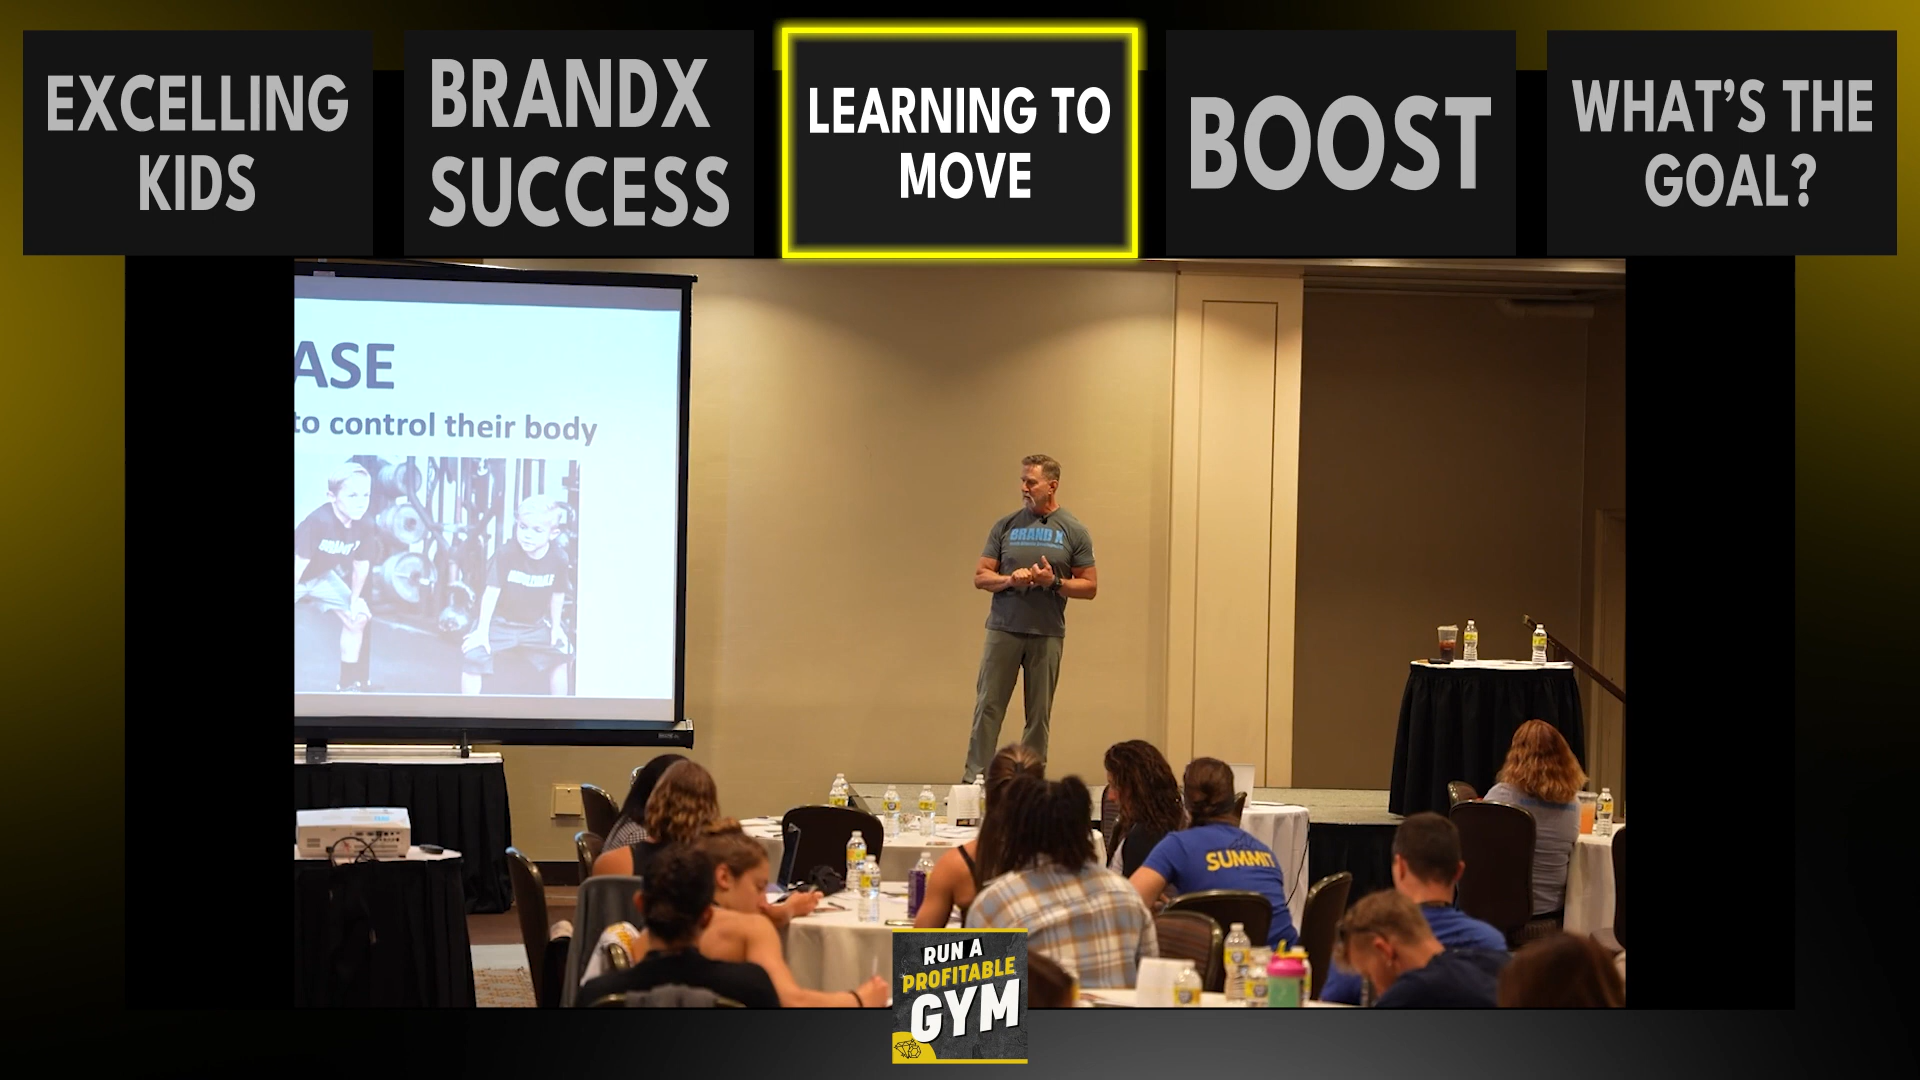 EXCELLING
KIDS
BRANDX
SUCCESS
LEARNING TO
MOVE
BOOST
WHAT'S THE
GOAL?
ASE
to control their body
BRAND X
BRAND X
SUMMIT
RUN A
PROFITABLE
GYM